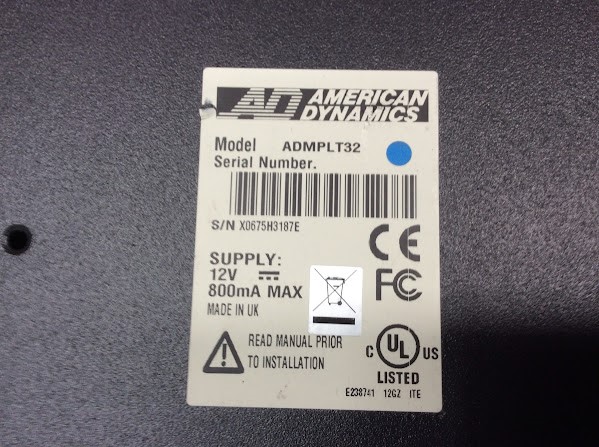 AD AMERICAN
DYNAMICS
Model ADMPLT32
Serial Number.
S/N X0675H3187E
SUPPLY:
12V
800mA MAX
MADE IN UK
CE
FC
READ MANUAL PRIOR
TO INSTALLATION
C UL US
LISTED
E238741 12GZ ITE